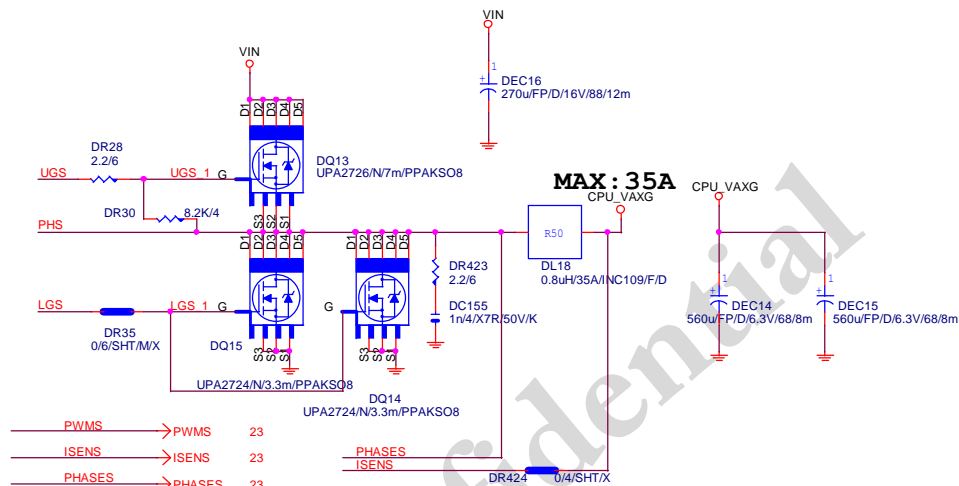 VIN
VIN
1
+
DEC16
270u/FP/D/16V/88/12m
D1 D2 D3 D4 D5
DR28
2.2/6
UGS
UGS_1
G
DQ13
UPA2726/N/7m/PPAKSO8
S3 S2 S1
DR30
8.2K/4
PHS
MAX:35A
CPU_VAXG
CPU_VAXG
R50
DL18
0.8uH/35A/INC109/F/D
D1 D2 D3 D4 D5
D1 D2 D3 D4 D5
DR423
2.2/6
DC155
1n/4/X7R/50V/K
1
+
DEC14
560u/FP/D/6.3V/68/8m
1
+
DEC15
560u/FP/D/6.3V/68/8m
LGS
LGS_1
G
G
DR35
0/6/SHT/M/X
DQ15
S3 S2 S1
S3 S2 S1
UPA2724/N/3.3m/PPAKSO8
DQ14
UPA2724/N/3.3m/PPAKSO8
PWMS
PWMS
23
ISENS
ISENS
23
PHASES
PHASES
23
PHASES
ISENS
DR424
0/4/SHT/X
fidential